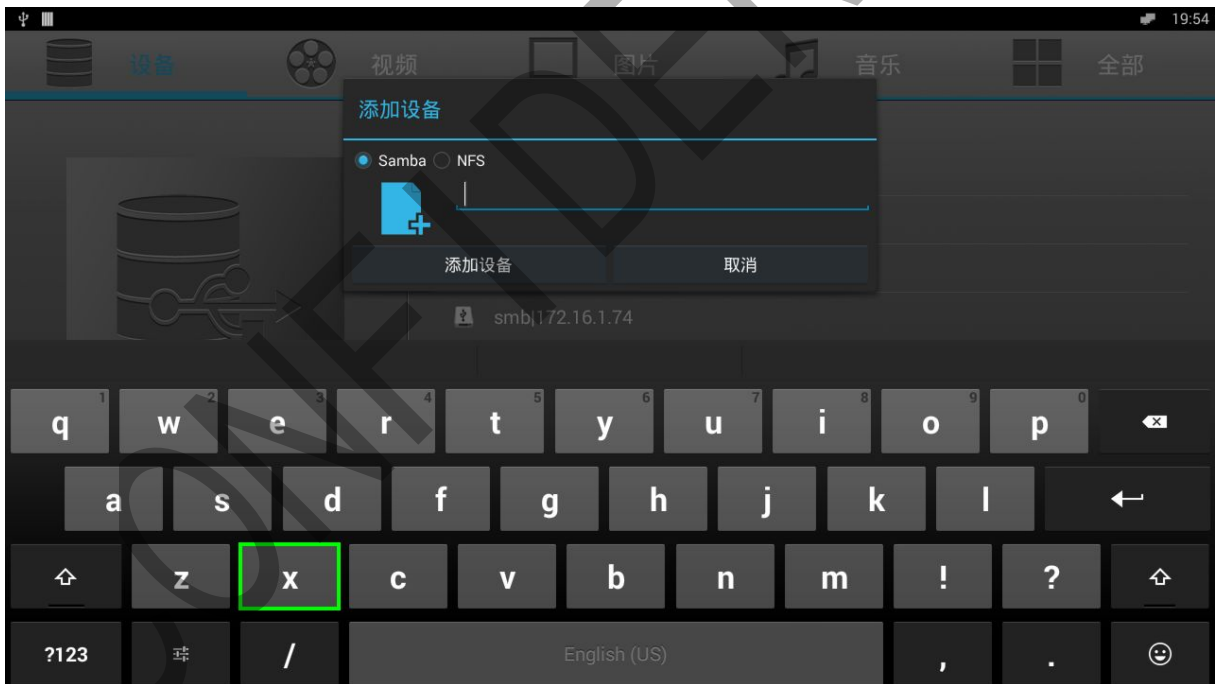 19:54
设备 视频 图片 音乐 全部
添加设备
Samba NFS
添加设备 取消
smb|172.16.1.74
1 2 3 4 5 6 7 8 9 0
q w e r t y u i o p
a s d f g h j k l
z x c v b n m ! ?
?123 / English (US) , .
CONFIDE